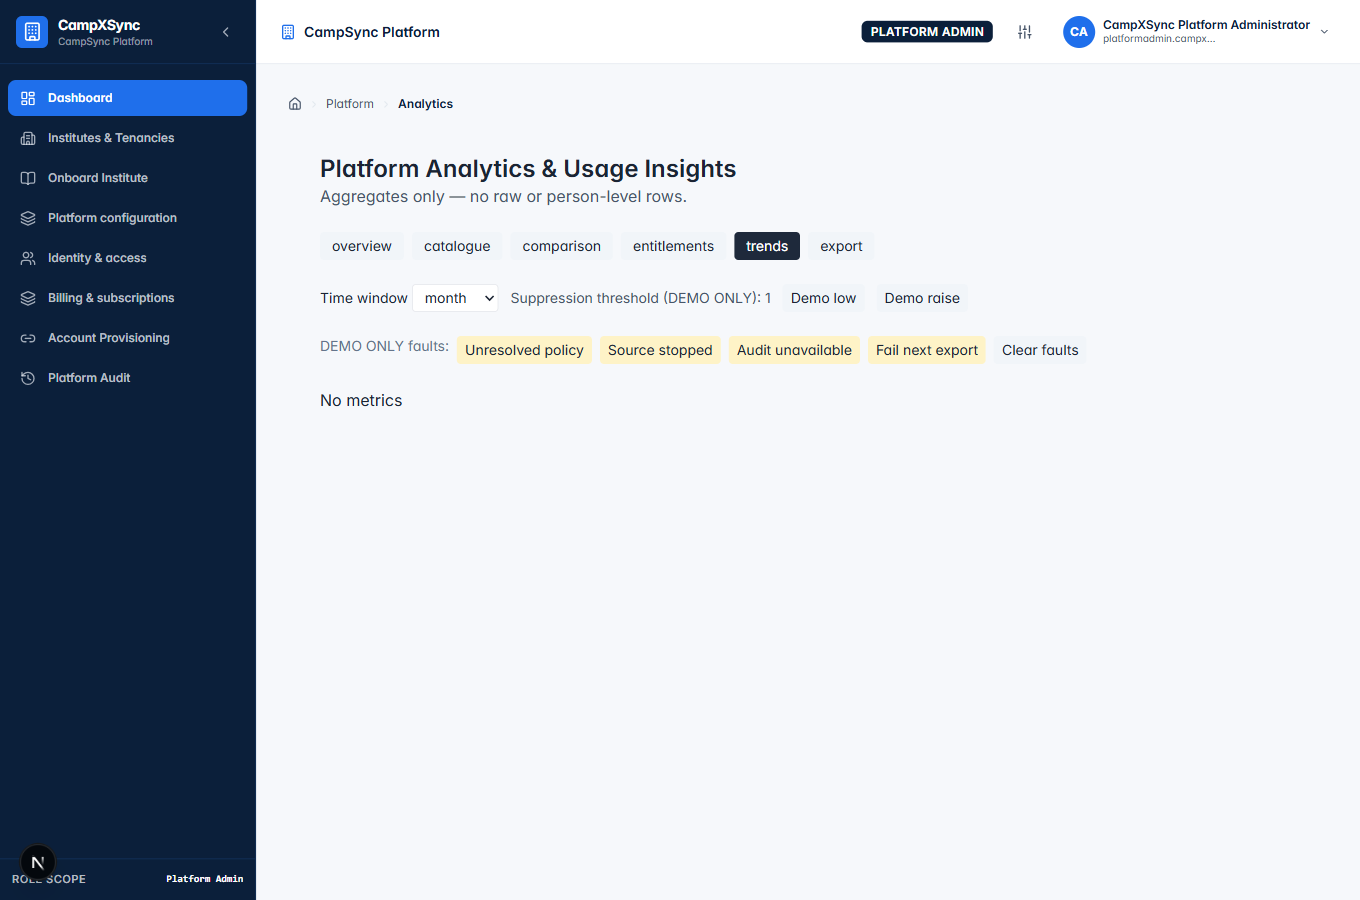 CampXSync
CampSync Platform
Dashboard
Institutes & Tenancies
Onboard Institute
Platform configuration
Identity & access
Billing & subscriptions
Account Provisioning
Platform Audit
N
SCOPE
Platform Admin
CampSync Platform
PLATFORM ADMIN
CA
CampXSync Platform Administrator
platformadmin.campx...
Platform
Analytics
Platform Analytics & Usage Insights
Aggregates only — no raw or person-level rows.
overview catalogue comparison entitlements trends export
Time window month Suppression threshold (DEMO ONLY): 1 Demo low Demo raise
DEMO ONLY faults: Unresolved policy Source stopped Audit unavailable Fail next export Clear faults
No metrics